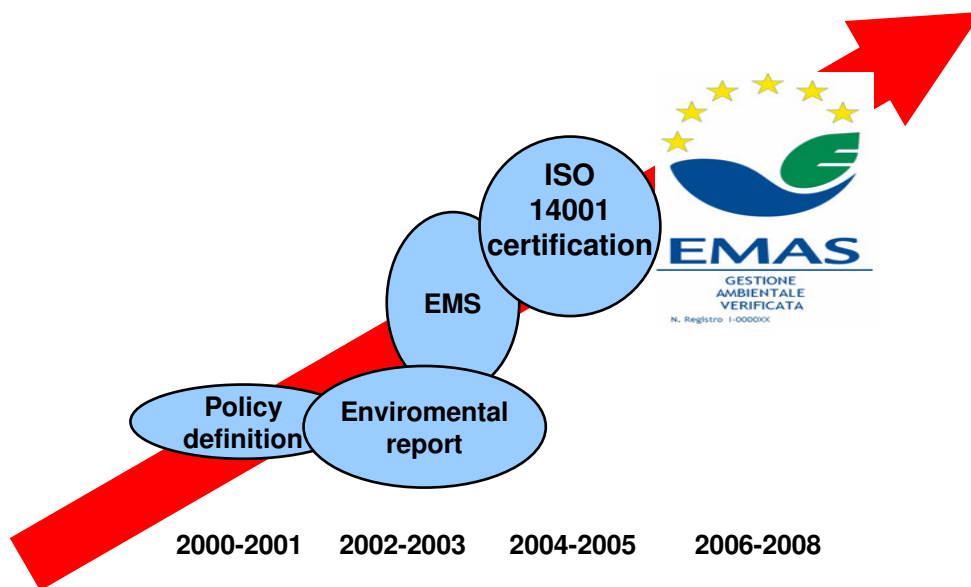 ISO
14001
certification
EMS
Policy
definition
Enviromental
report
EMAS
GESTIONE
AMBIENTALE
VERIFICATA
N. Registro I-0000XX
2000-2001 2002-2003 2004-2005 2006-2008